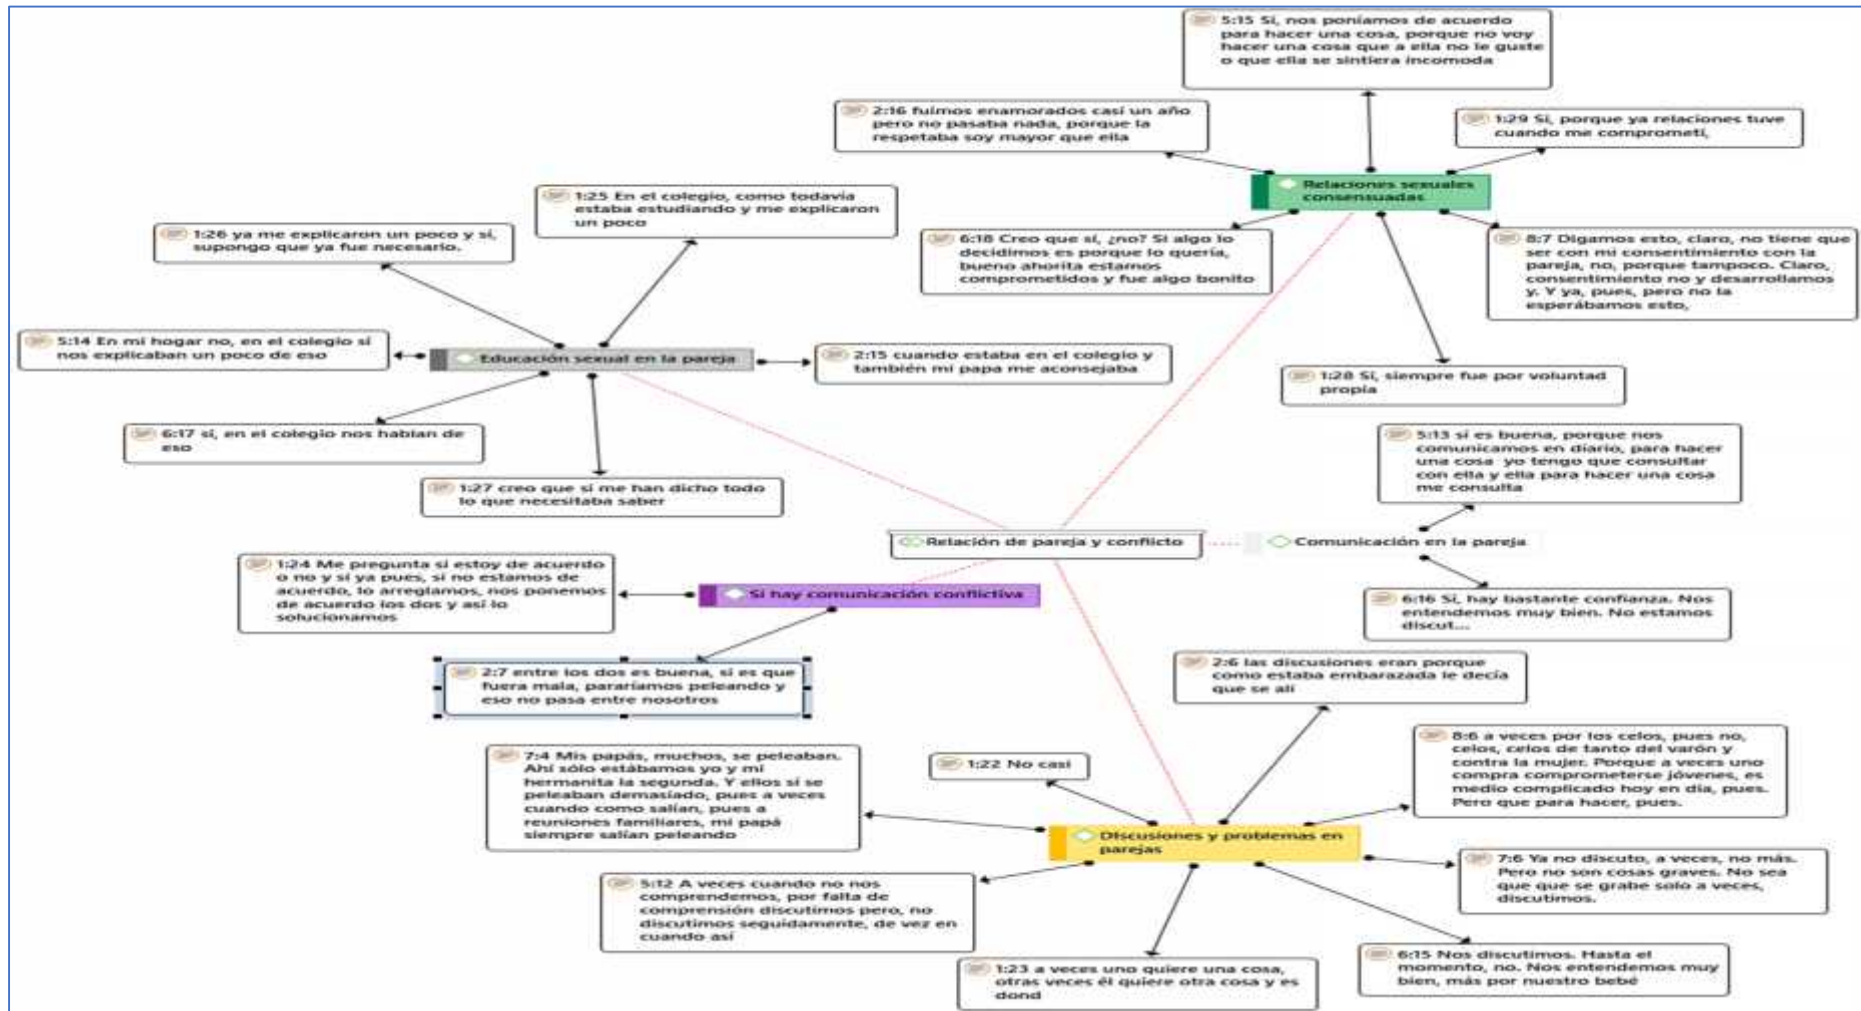 5:15 Sí, nos poníamos de acuerdo
para hacer una cosa, porque no voy
hacer una cosa que a ella no le guste
o que ella se sintiera incomoda
2:16 fuimos enamorados casi un año
pero no pasaba nada, porque la
respetaba soy mayor que ella
1:29 Sí, porque ya relaciones tuve
cuando me comprometí,
Relaciones sexuales
consensuadas
1:25 En el colegio, como todavía
estaba estudiando y me explicaron
un poco
1:26 ya me explicaron un poco y sí,
supongo que ya fue necesario.
6:18 Creo que sí, ¿no? Si algo lo
decidimos es porque lo quería,
bueno ahorita estamos
comprometidos y fue algo bonito
8:7 Digamos esto, claro, no tiene que
ser con mi consentimiento con la
pareja, no, porque tampoco. Claro,
consentimiento no y desarrollamos
y. Y ya, pues, pero no la
esperábamos esto,
5:14 En mi hogar no, en el colegio si
nos explicaban un poco de eso
Educación sexual en la pareja
2:15 cuando estaba en el colegio y
también mi papa me aconsejaba
1:28 Sí, siempre fue por voluntad
propia
6:17 sí, en el colegio nos hablan de
eso
1:27 creo que si me han dicho todo
lo que necesitaba saber
5:13 si es buena, porque nos
comunicamos en diario, para hacer
una cosa yo tengo que consultar
con ella y ella para hacer una cosa
me consulta
Relación de pareja y conflicto
Comunicación en la pareja
1:24 Me pregunta si estoy de acuerdo
o no y si ya pues, si no estamos de
acuerdo, lo arreglamos, nos ponemos
de acuerdo los dos y así lo
solucionamos
Si hay comunicación conflictiva
6:16 Sí, hay bastante confianza. Nos
entendemos muy bien. No estamos
discut...
2:7 entre los dos es buena, si es que
fuera mala, pararíamos peleando y
eso no pasa entre nosotros
2:6 las discusiones eran porque
como estaba embarazada le decía
que se ali
7:4 Mis papás, muchos, se peleaban.
Ahí sólo estábamos yo y mi
hermanita la segunda. Y ellos sí se
peleaban demasiado, pues a veces
cuando como salían, pues a
reuniones familiares, mi papá
siempre salían peleando
1:22 No casi
8:6 a veces por los celos, pues no,
celos, celos de tanto del varón y
contra la mujer. Porque a veces uno
compra comprometerse jóvenes, es
medio complicado hoy en día, pues.
Pero que para hacer, pues.
Discusiones y problemas en
parejas
5:12 A veces cuando no nos
comprendemos, por falta de
comprensión discutimos pero, no
discutimos seguidamente, de vez en
cuando así
7:6 Ya no discuto, a veces, no más.
Pero no son cosas graves. No sea
que que se grabe solo a veces,
discutimos.
1:23 a veces uno quiere una cosa,
otras veces él quiere otra cosa y es
dond
6:15 Nos discutimos. Hasta el
momento, no. Nos entendemos muy
bien, más por nuestro bebé